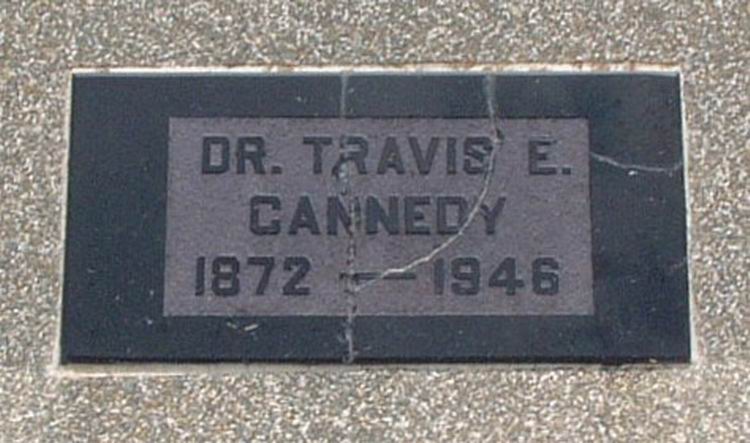 DR. TRAVIS E.
CANNEDY
1872 — 1946